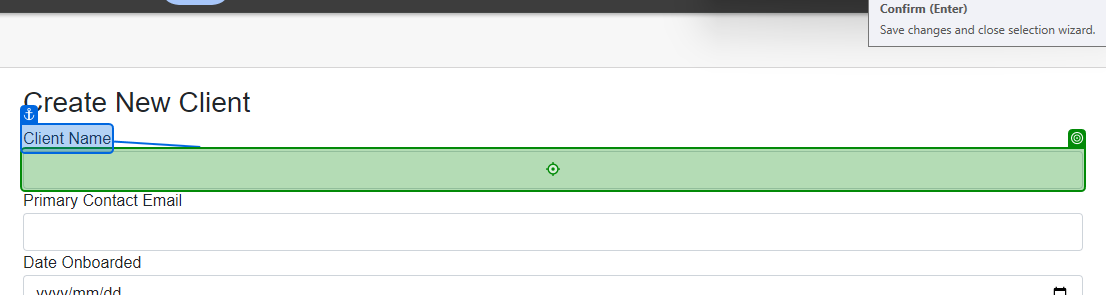 Confirm (Enter)
Save changes and close selection wizard.
Create New Client
Client Name
Primary Contact Email
Date Onboarded
yyyy/mm/dd